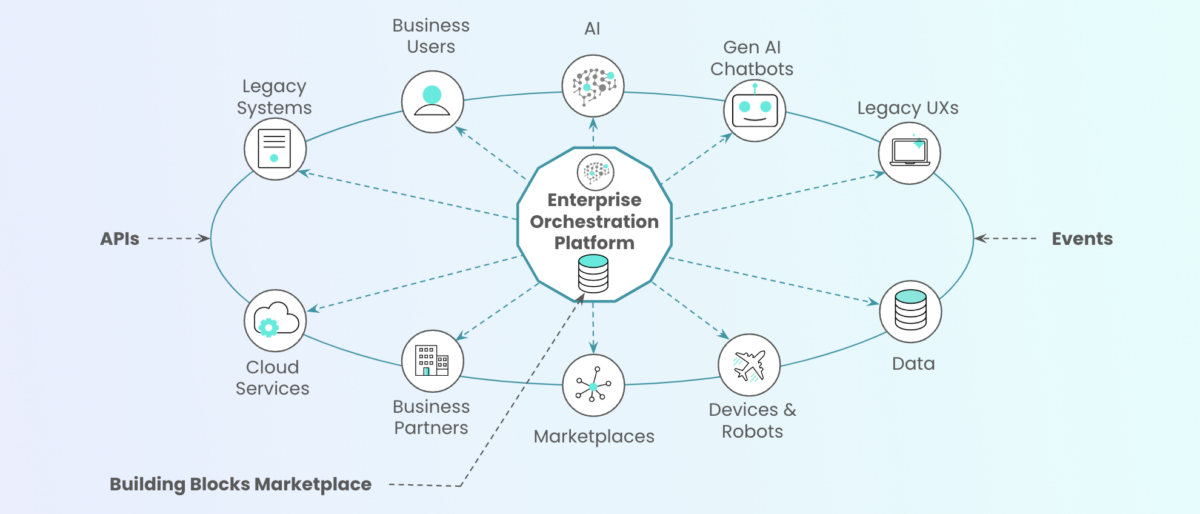 Business
Users
AI
Gen AI
Chatbots
Legacy
Systems
Legacy UXs
Enterprise
Orchestration
Platform
APIs
Events
Cloud
Services
Business
Partners
Marketplaces
Devices &
Robots
Data
Building Blocks Marketplace